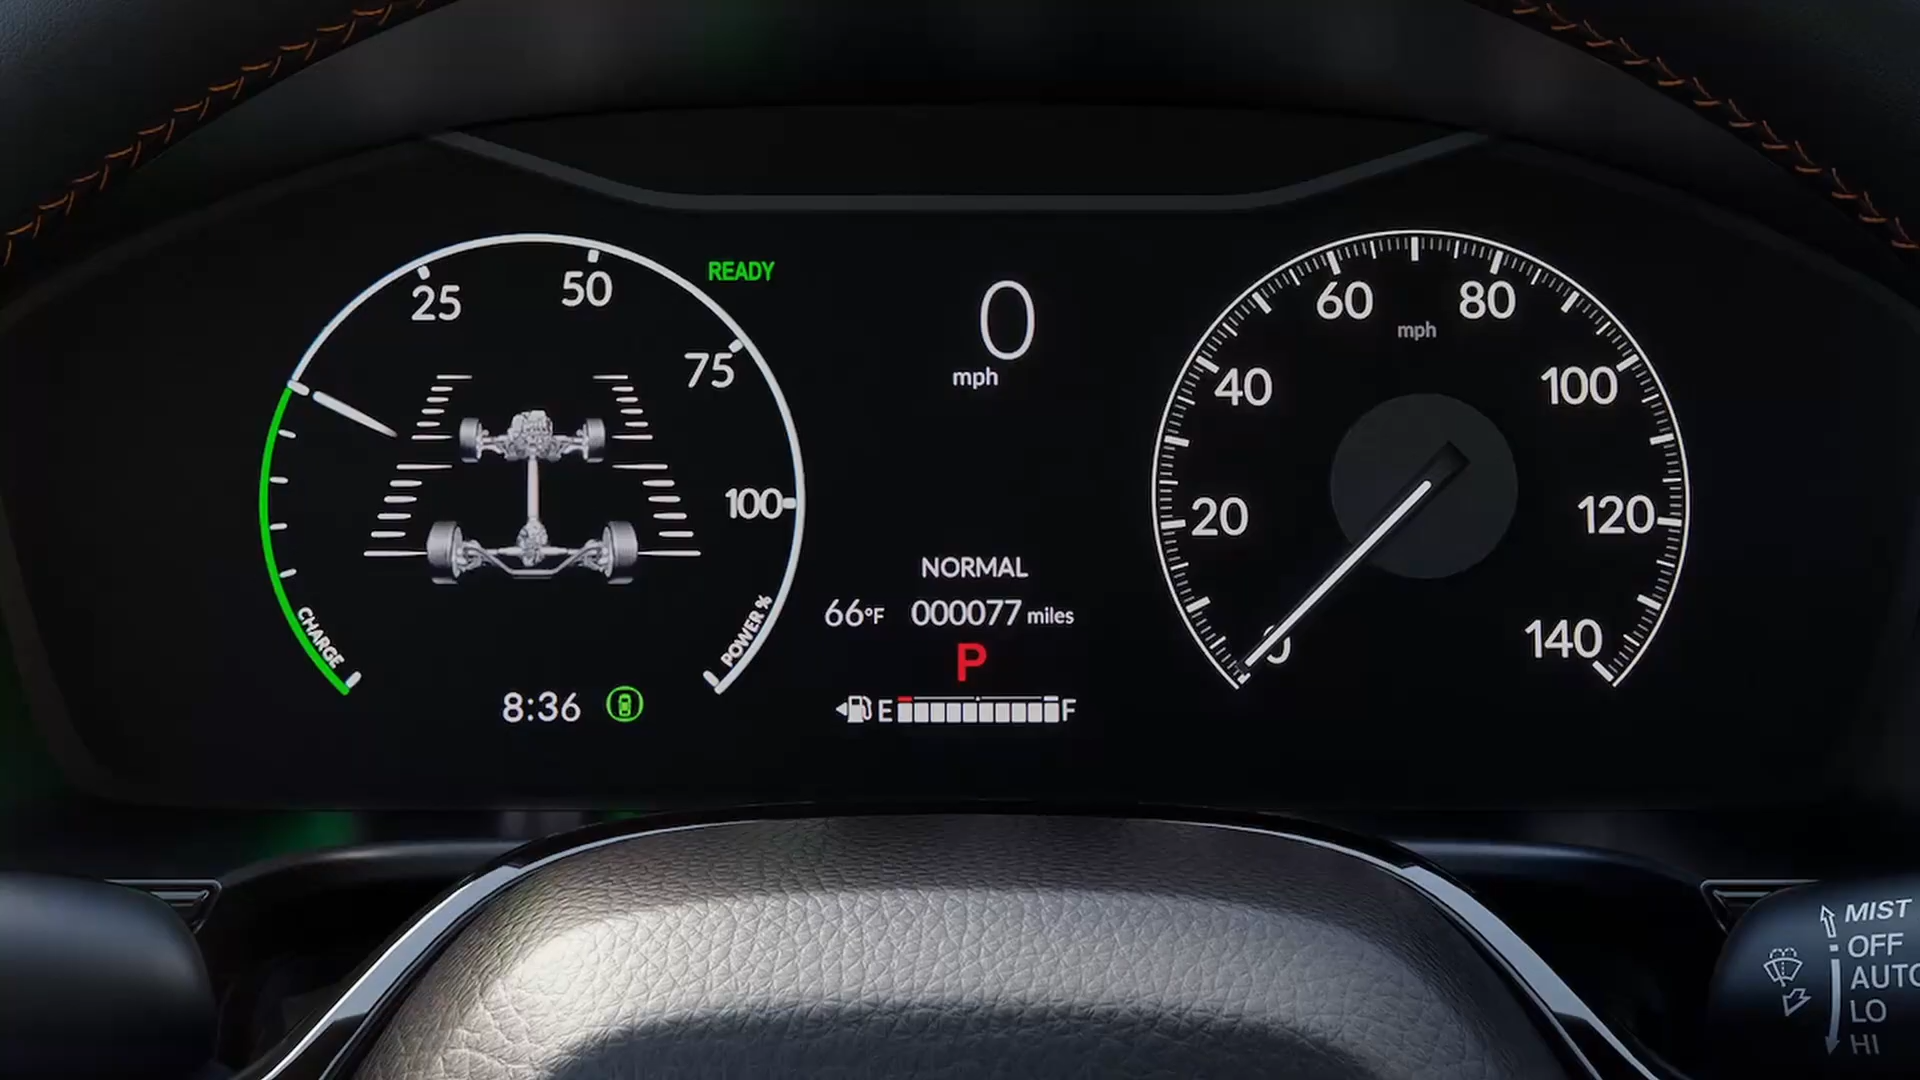 READY
25
50
75
100
CHARGE
POWER %
8:36
0
mph
NORMAL
66°F 000077 miles
P
E F
0
20
40
60
mph
80
100
120
140
MIST
OFF
AUTO
LO
HI